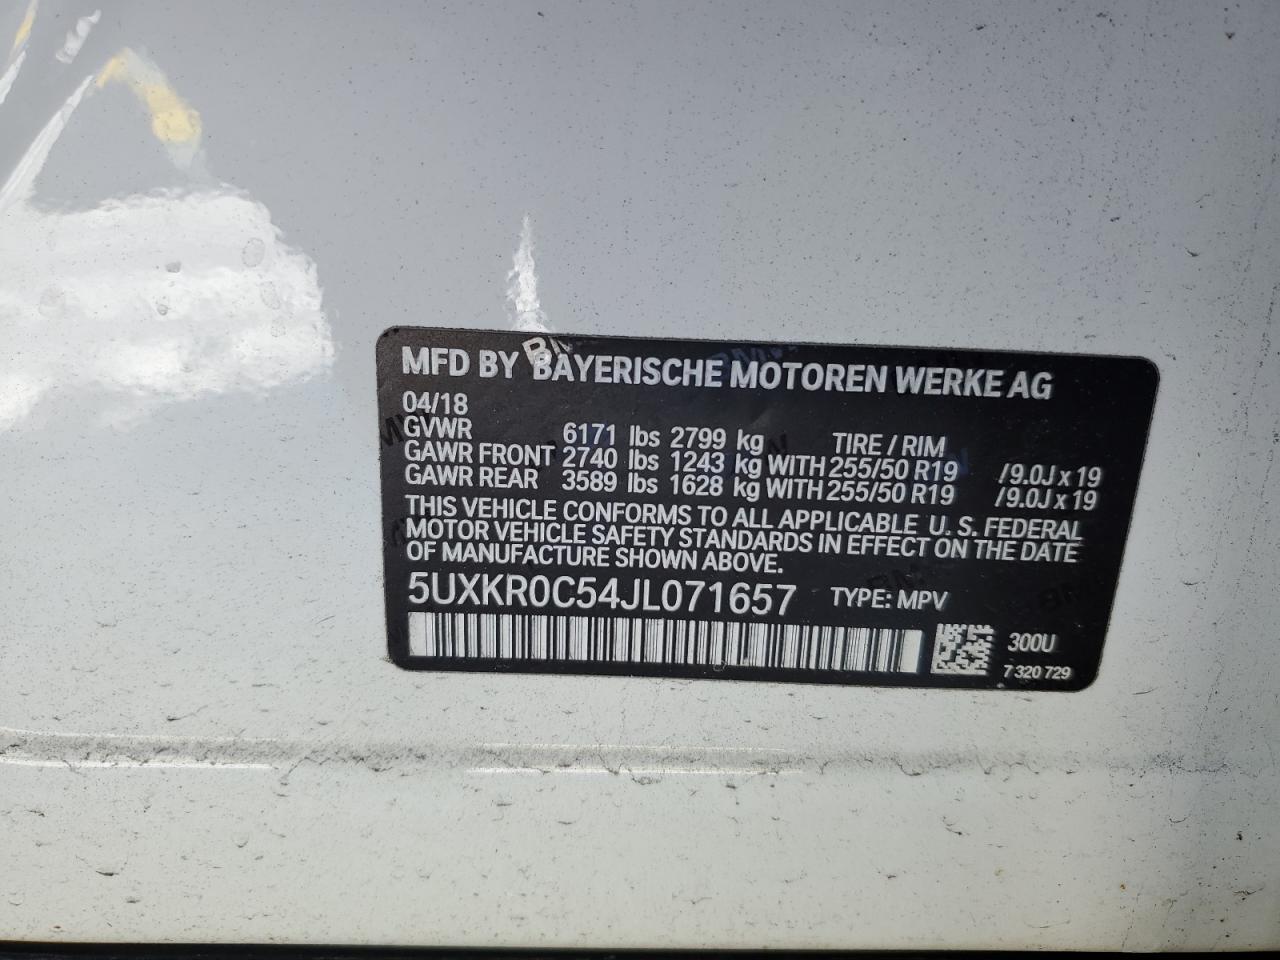 MFD BY BAYERISCHE MOTOREN WERKE AG
04/18
GVWR 6171 lbs 2799 kg TIRE / RIM
GAWR FRONT 2740 lbs 1243 kg WITH 255/50 R19 /9.0J x 19
GAWR REAR 3589 lbs 1628 kg WITH 255/50 R19 /9.0J x 19
THIS VEHICLE CONFORMS TO ALL APPLICABLE U. S. FEDERAL
MOTOR VEHICLE SAFETY STANDARDS IN EFFECT ON THE DATE
OF MANUFACTURE SHOWN ABOVE.
5UXKR0C54JL071657 TYPE: MPV
300U
7 320 729